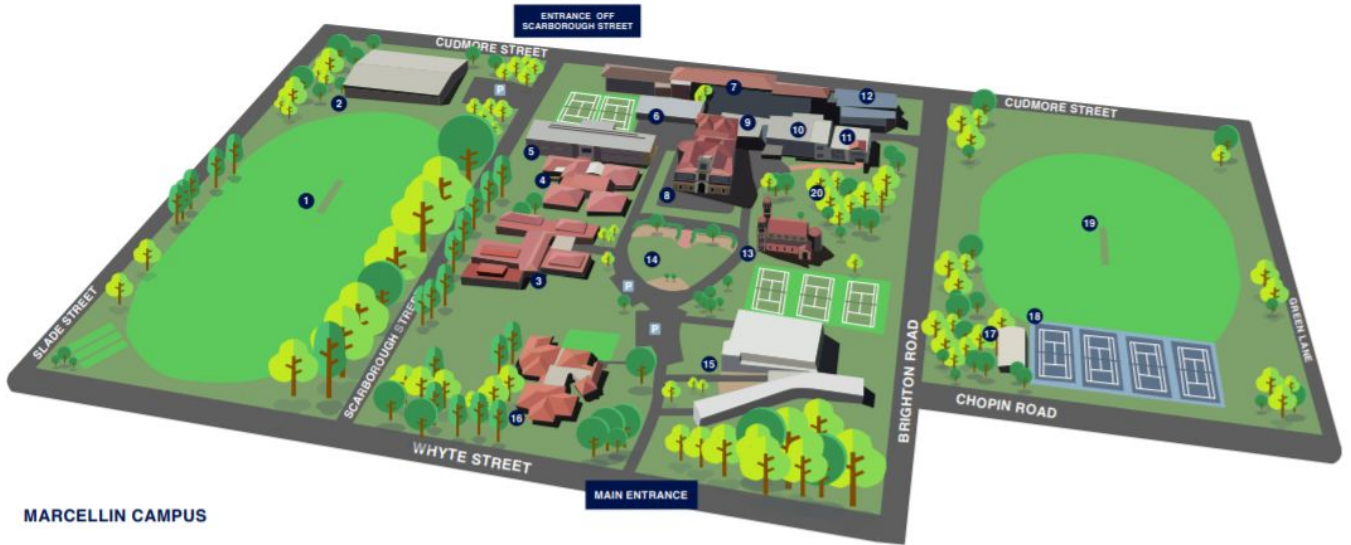 ENTRANCE OFF
SCARBOROUGH STREET
CUDMORE STREET
7
12
2
P
CUDMORE STREET
6
9
10
11
5
4
8
20
1
19
14
13
3
P
SLADE STREET
SCARBOROUGH STREET
P
BRIGHTON ROAD
17
18
GREEN LANE
15
CHOPIN ROAD
16
WHYTE STREET
MAIN ENTRANCE
MARCELLIN CAMPUS